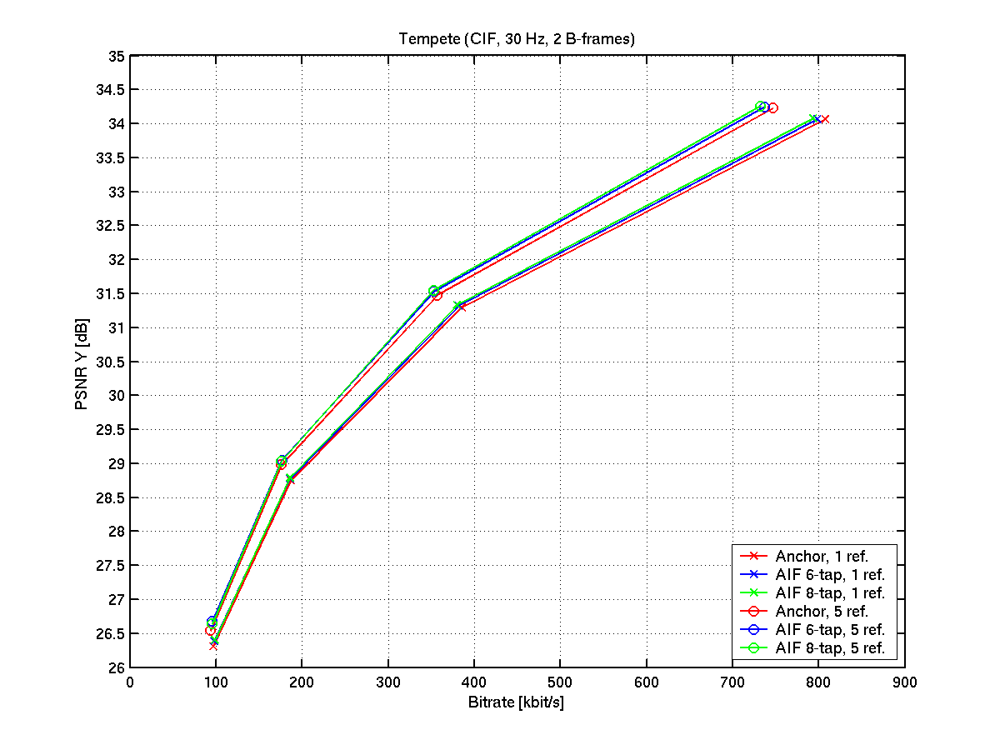 Tempete (CIF, 30 Hz, 2 B-frames)
35
34.5
34
33.5
33
32.5
32
31.5
31
30.5
30
29.5
29
28.5
28
27.5
27
26.5
26
PSNR Y [dB]
Anchor, 1 ref.
AIF 6-tap, 1 ref.
AIF 8-tap, 1 ref.
Anchor, 5 ref.
AIF 6-tap, 5 ref.
AIF 8-tap, 5 ref.
0 100 200 300 400 500 600 700 800 900
Bitrate [kbit/s]